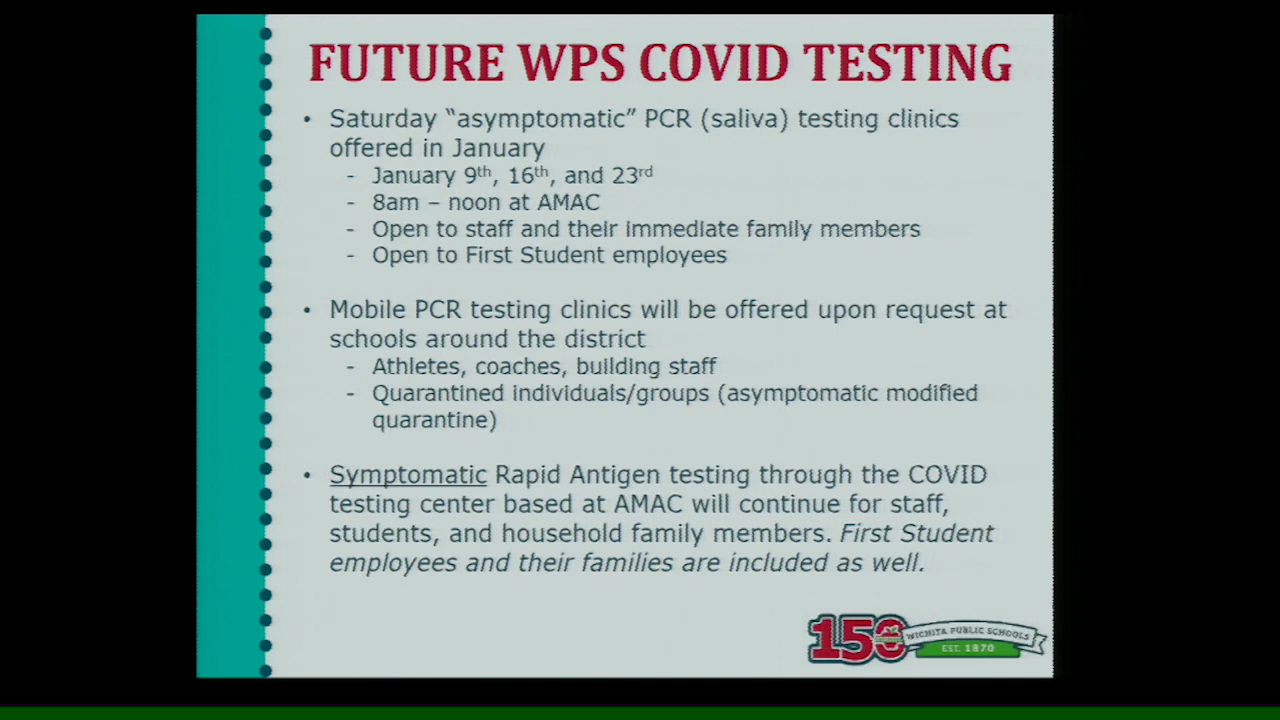 FUTURE WPS COVID TESTING
• Saturday “asymptomatic” PCR (saliva) testing clinics
offered in January
- January 9th, 16th, and 23rd
- 8am – noon at AMAC
- Open to staff and their immediate family members
- Open to First Student employees
• Mobile PCR testing clinics will be offered upon request at
schools around the district
- Athletes, coaches, building staff
- Quarantined individuals/groups (asymptomatic modified
quarantine)
• Symptomatic Rapid Antigen testing through the COVID
testing center based at AMAC will continue for staff,
students, and household family members. First Student
employees and their families are included as well.
150
WICHITA PUBLIC SCHOOLS
EST. 1870